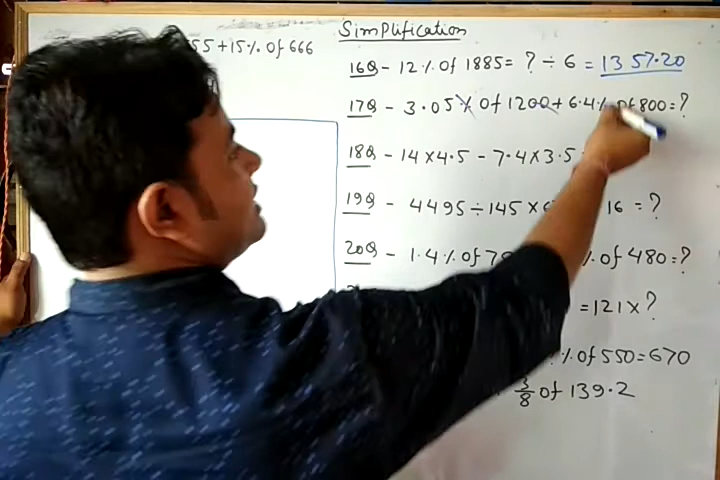 Simplification
55 + 15% of 666
16Q - 12% of 1885 = ? ÷ 6 = 1357.20
17Q - 3.05% of 1200 + 6.4% of 800 = ?
18Q - 14 × 4.5 - 7.4 × 3.5
19Q - 4495 ÷ 145 × 16 = ?
20Q - 1.4% of % of 480 = ?
= 121 × ?
% of 550 = 670
3/8 of 139.2